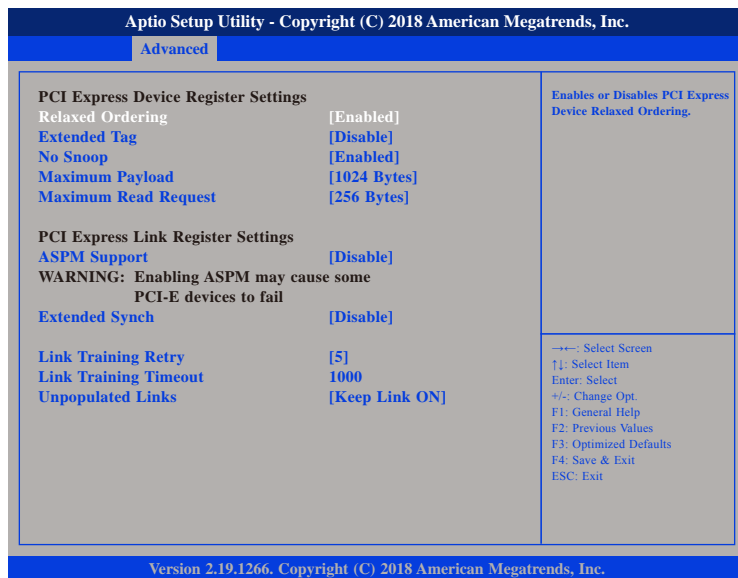 Aptio Setup Utility - Copyright (C) 2018 American Megatrends, Inc.
Advanced
PCI Express Device Register Settings
Relaxed Ordering [Enabled]
Extended Tag [Disable]
No Snoop [Enabled]
Maximum Payload [1024 Bytes]
Maximum Read Request [256 Bytes]
PCI Express Link Register Settings
ASPM Support [Disable]
WARNING: Enabling ASPM may cause some
PCI-E devices to fail
Extended Synch [Disable]
Link Training Retry [5]
Link Training Timeout 1000
Unpopulated Links [Keep Link ON]
Enables or Disables PCI Express
Device Relaxed Ordering.
→←: Select Screen
↑↓: Select Item
Enter: Select
+/-: Change Opt.
F1: General Help
F2: Previous Values
F3: Optimized Defaults
F4: Save & Exit
ESC: Exit
Version 2.19.1266. Copyright (C) 2018 American Megatrends, Inc.